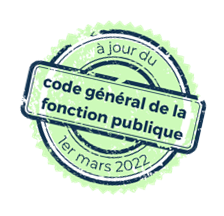 à jour du
code général de la
fonction publique
1er mars 2022